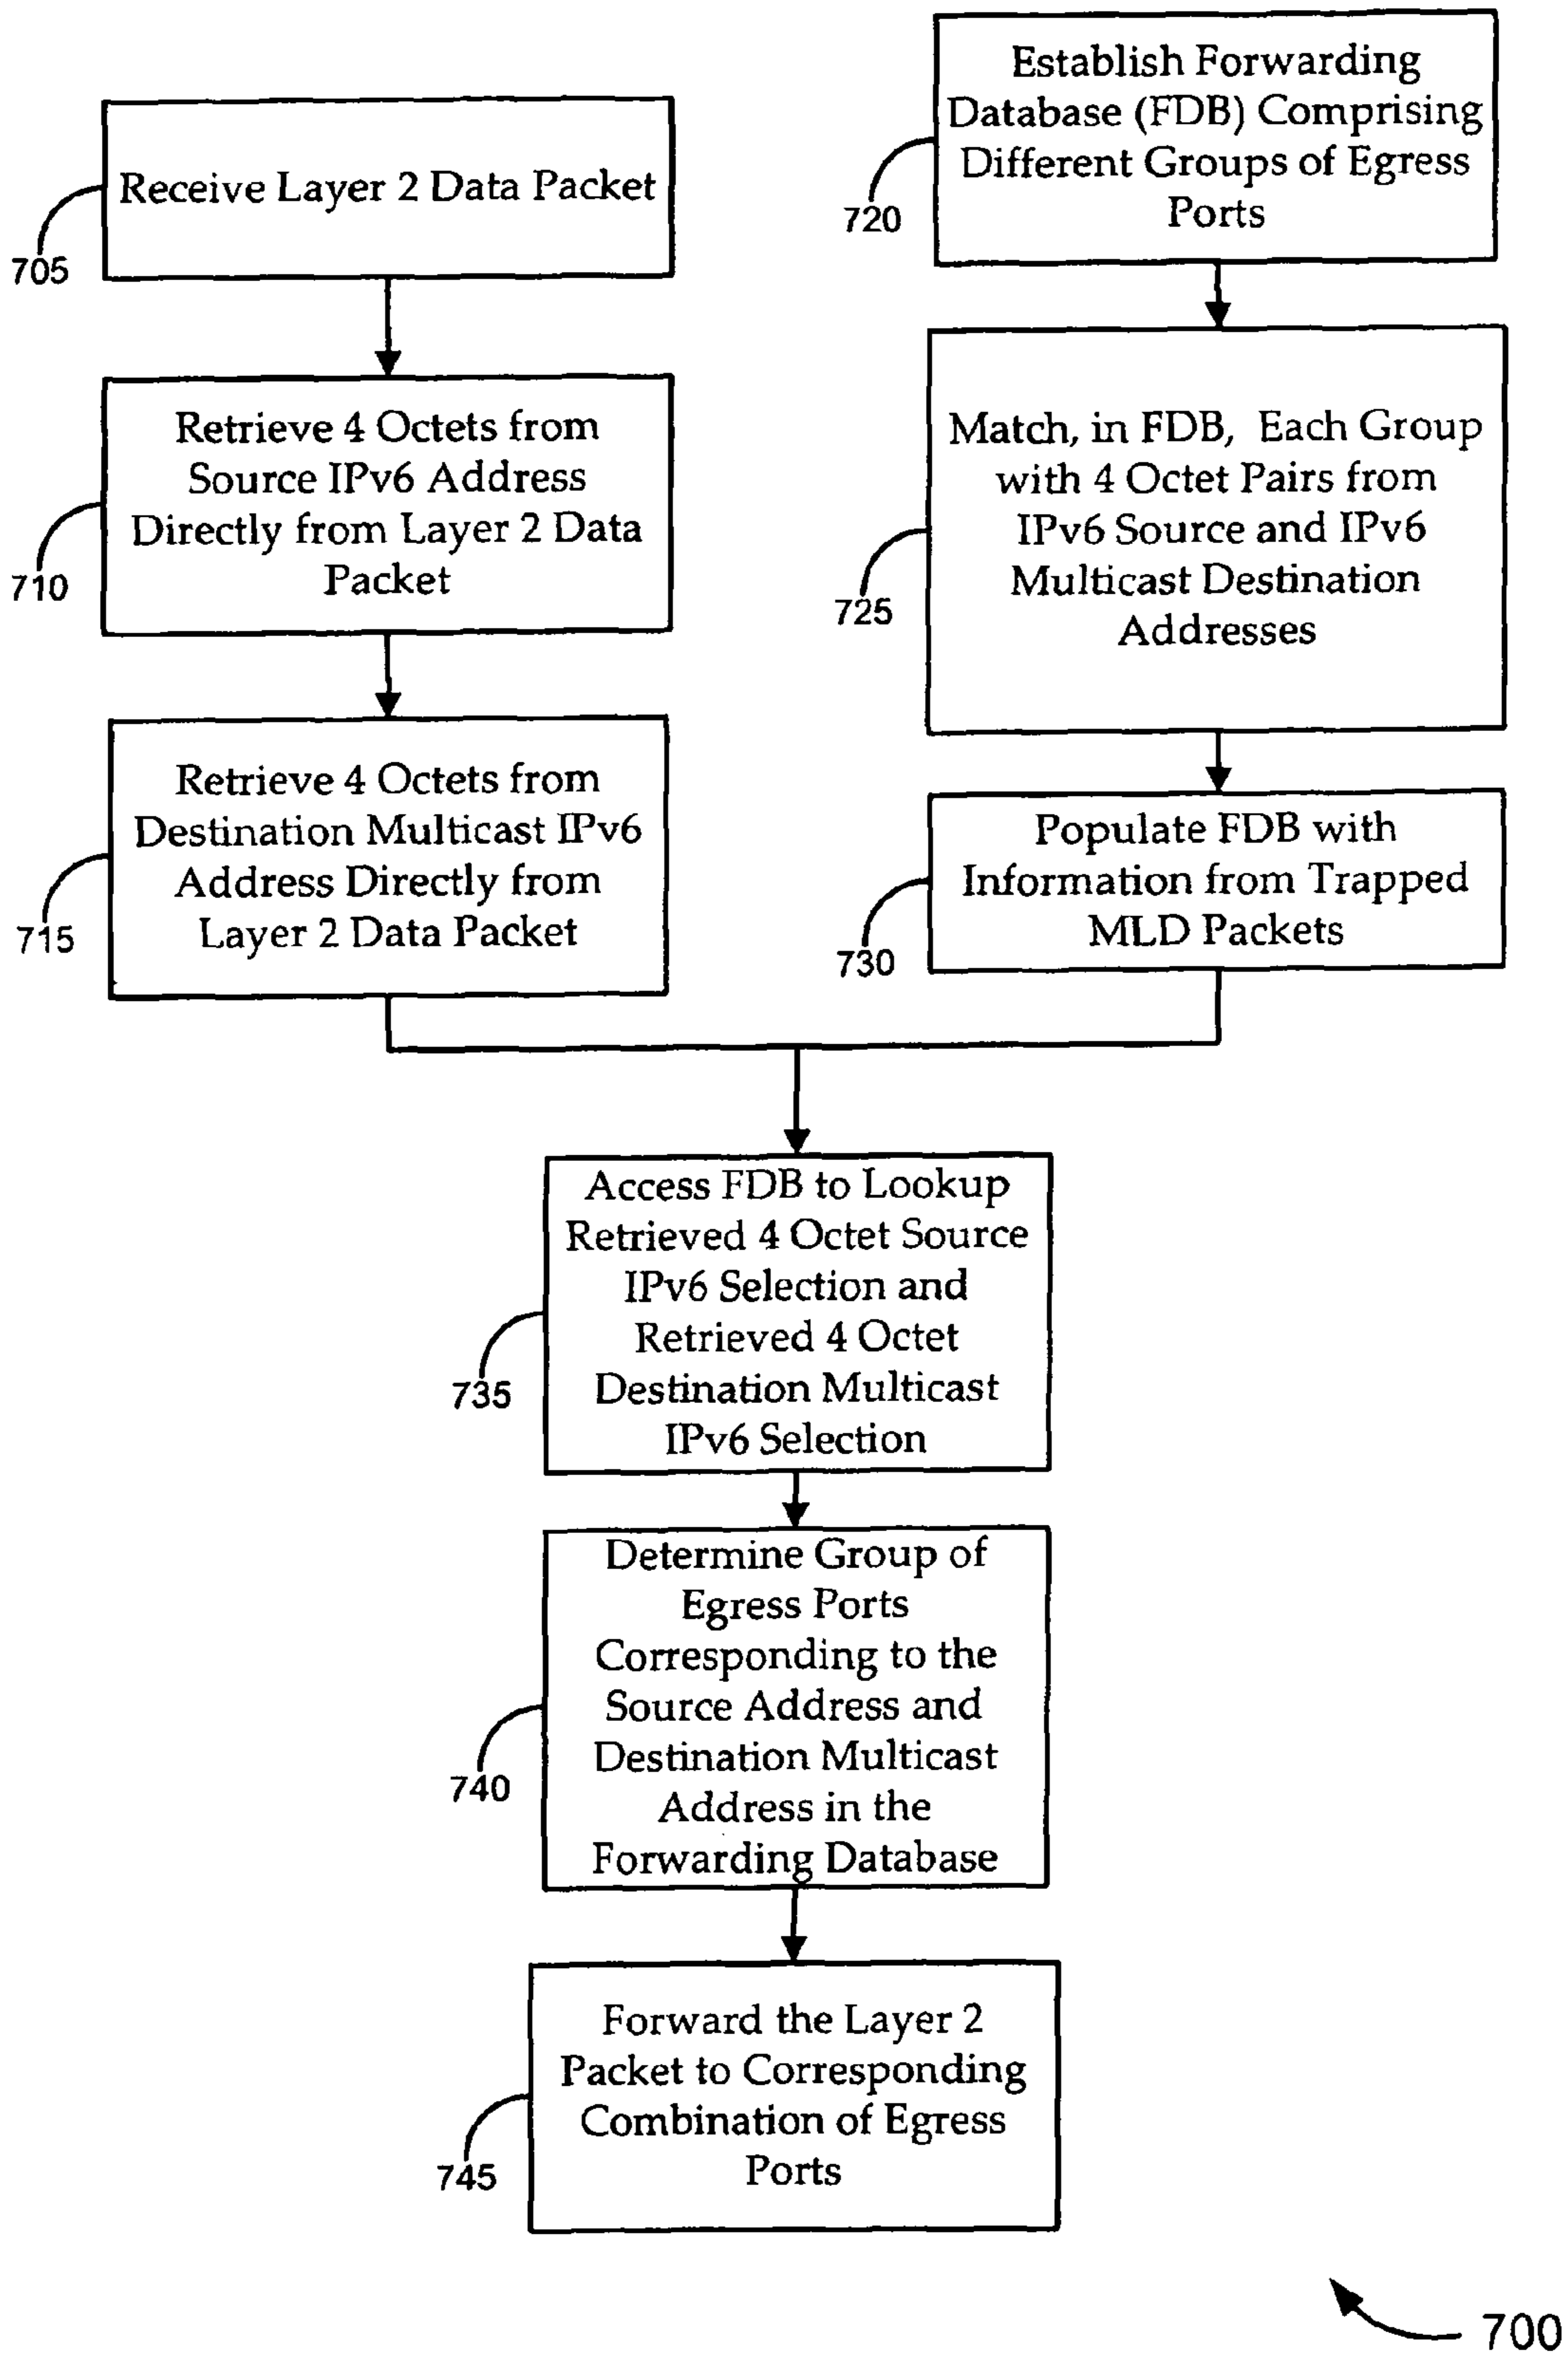 Receive Layer 2 Data Packet
705
Retrieve 4 Octets from
Source IPv6 Address
Directly from Layer 2 Data
Packet
710
Retrieve 4 Octets from
Destination Multicast IPv6
Address Directly from
Layer 2 Data Packet
715
Establish Forwarding
Database (FDB) Comprising
Different Groups of Egress
Ports
720
Match, in FDB, Each Group
with 4 Octet Pairs from
IPv6 Source and IPv6
Multicast Destination
Addresses
725
Populate FDB with
Information from Trapped
MLD Packets
730
Access FDB to Lookup
Retrieved 4 Octet Source
IPv6 Selection and
Retrieved 4 Octet
Destination Multicast
IPv6 Selection
735
Determine Group of
Egress Ports
Corresponding to the
Source Address and
Destination Multicast
Address in the
Forwarding Database
740
Forward the Layer 2
Packet to Corresponding
Combination of Egress
Ports
745
700